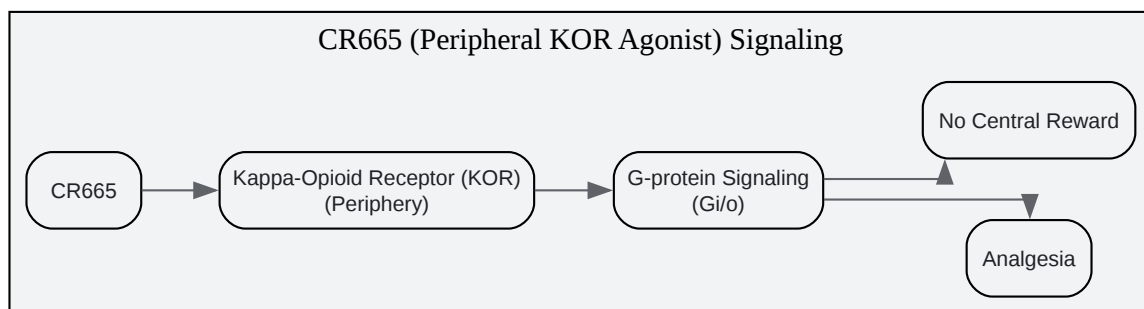 CR665 (Peripheral KOR Agonist) Signaling
CR665
Kappa-Opioid Receptor (KOR)
(Periphery)
G-protein Signaling
(Gi/o)
No Central Reward
Analgesia